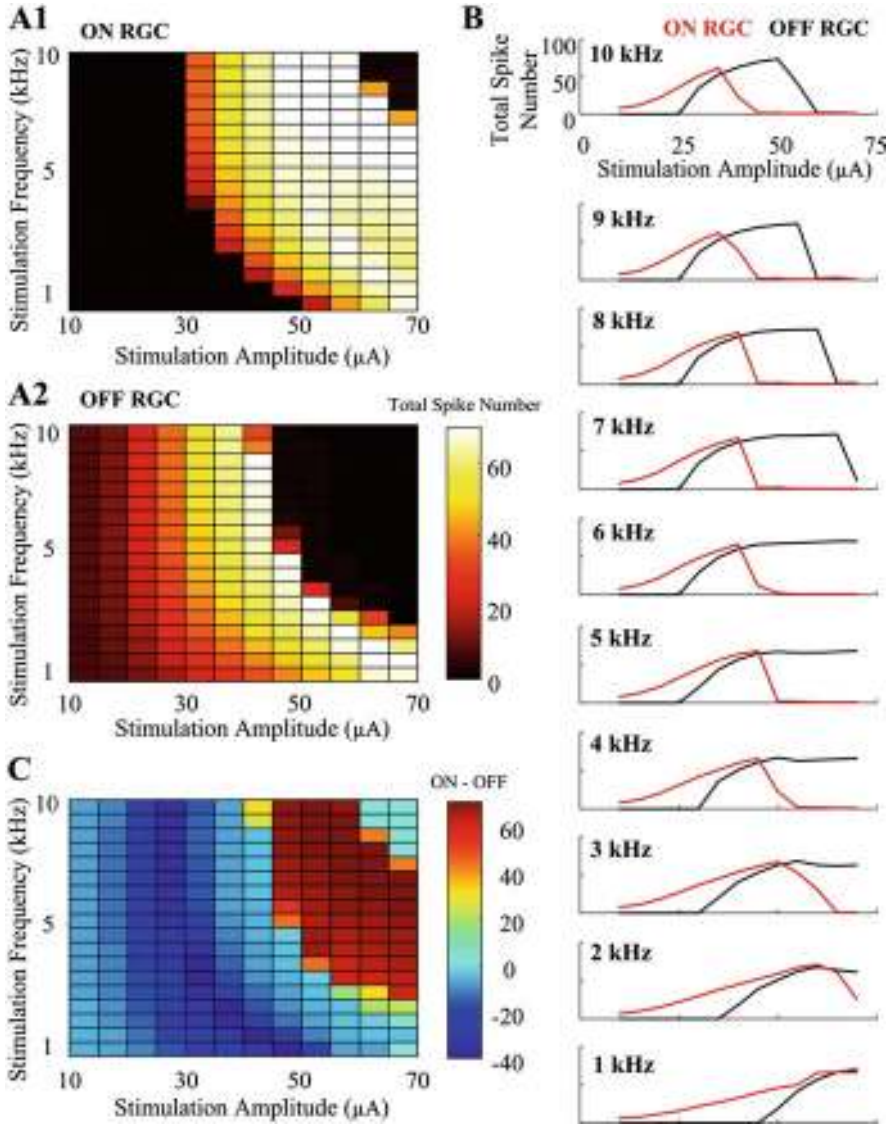 A1
ON RGC
10
5
1
Stimulation Frequency (kHz)
10 30 50 70
Stimulation Amplitude (µA)
A2
OFF RGC
10
5
1
Stimulation Frequency (kHz)
10 30 50 70
Stimulation Amplitude (µA)
Total Spike Number
60
40
20
0
C
ON - OFF
10
5
1
Stimulation Frequency (kHz)
10 30 50 70
Stimulation Amplitude (µA)
60
40
20
0
-20
-40
B
ON RGC OFF RGC
Total Spike
Number
100
50
0
10 kHz
0 25 50 75
Stimulation Amplitude (µA)
9 kHz
8 kHz
7 kHz
6 kHz
5 kHz
4 kHz
3 kHz
2 kHz
1 kHz